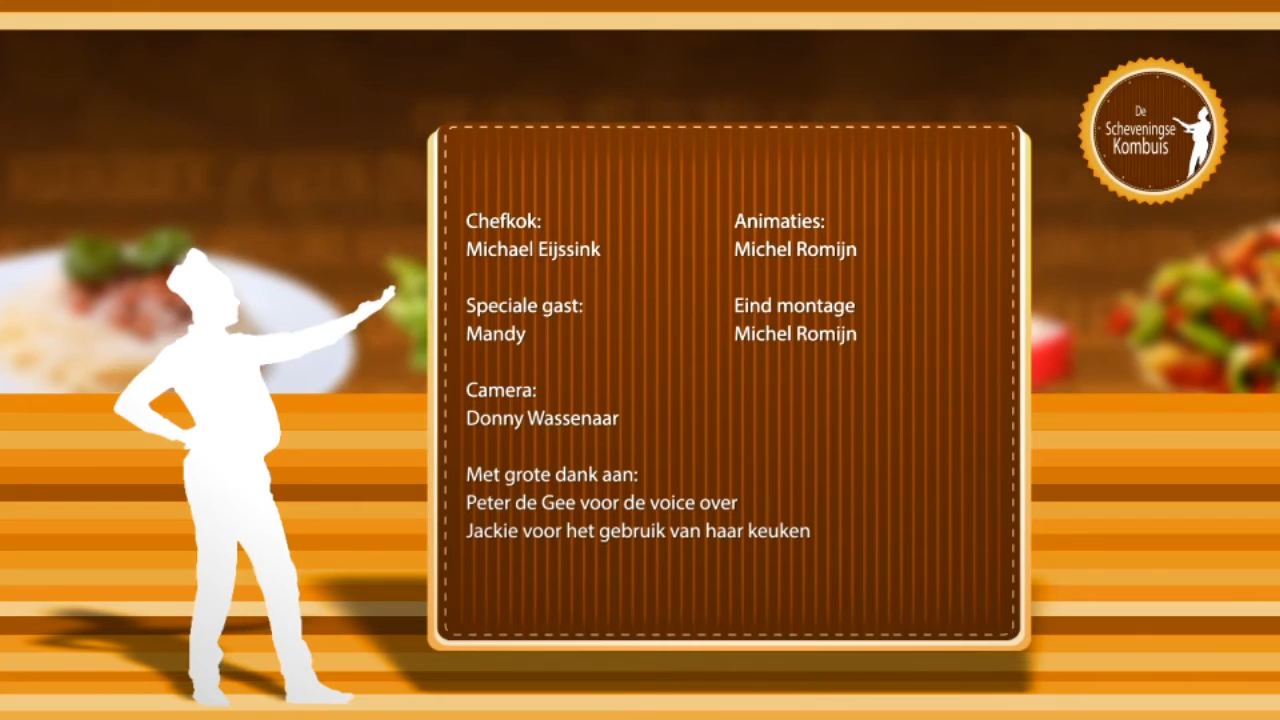 De
Scheveningse
Kombuis
Chefkok:
Michael Eijssink
Speciale gast:
Mandy
Camera:
Donny Wassenaar
Met grote dank aan:
Peter de Gee voor de voice over
Jackie voor het gebruik van haar keuken
Animaties:
Michel Romijn
Eind montage
Michel Romijn